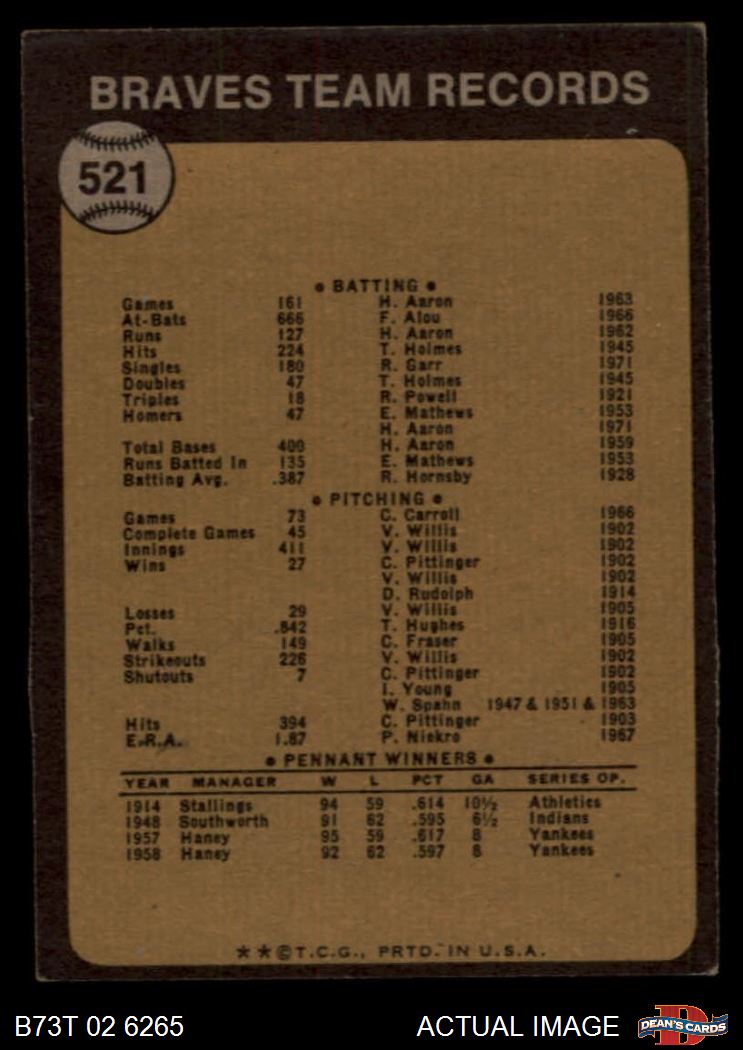 BRAVES TEAM RECORDS
521
• BATTING •
Games 161 H. Aaron 1963
At-Bats 666 F. Alou 1966
Runs 127 H. Aaron 1962
Hits 224 T. Holmes 1945
Singles 180 R. Garr 1971
Doubles 47 T. Holmes 1945
Triples 18 R. Powell 1921
Homers 47 E. Mathews 1953
H. Aaron 1971
Total Bases 400 H. Aaron 1959
Runs Batted In 135 E. Mathews 1953
Batting Avg. .387 R. Hornsby 1928
• PITCHING •
Games 73 C. Carroll 1966
Complete Games 45 V. Willis 1902
Innings 411 V. Willis 1902
Wins 27 C. Pittinger 1902
V. Willis 1902
D. Rudolph 1914
Losses 29 V. Willis 1905
Pct. .842 T. Hughes 1916
Walks 149 C. Fraser 1905
Strikeouts 226 V. Willis 1902
Shutouts 7 C. Pittinger 1902
I. Young 1905
W. Spahn 1947 & 1951 & 1963
Hits 394 C. Pittinger 1903
E.R.A. 1.87 P. Niekro 1967
• PENNANT WINNERS •
YEAR MANAGER W L PCT GA SERIES OP.
1914 Stallings 94 59 .614 10½ Athletics
1948 Southworth 91 62 .595 6½ Indians
1957 Haney 95 59 .617 8 Yankees
1958 Haney 92 62 .597 8 Yankees
★★©T.C.G., PRTD. IN U.S.A.
B73T 02 6265 ACTUAL IMAGE DEAN'S CARDS